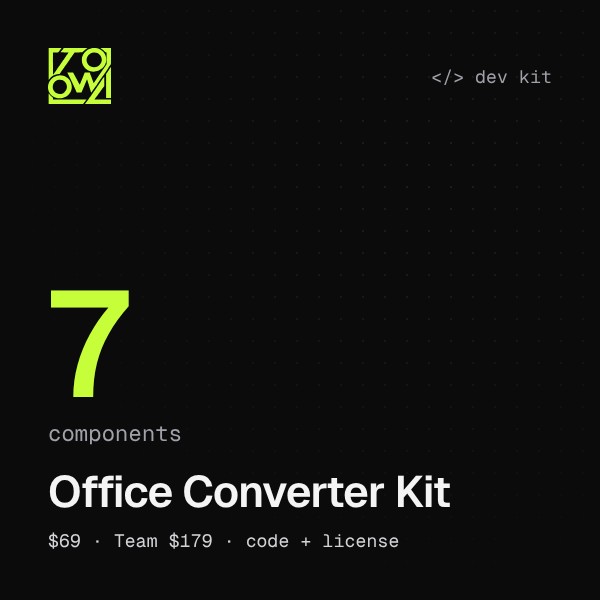 </> dev kit
7
components
Office Converter Kit
$69 · Team $179 · code + license